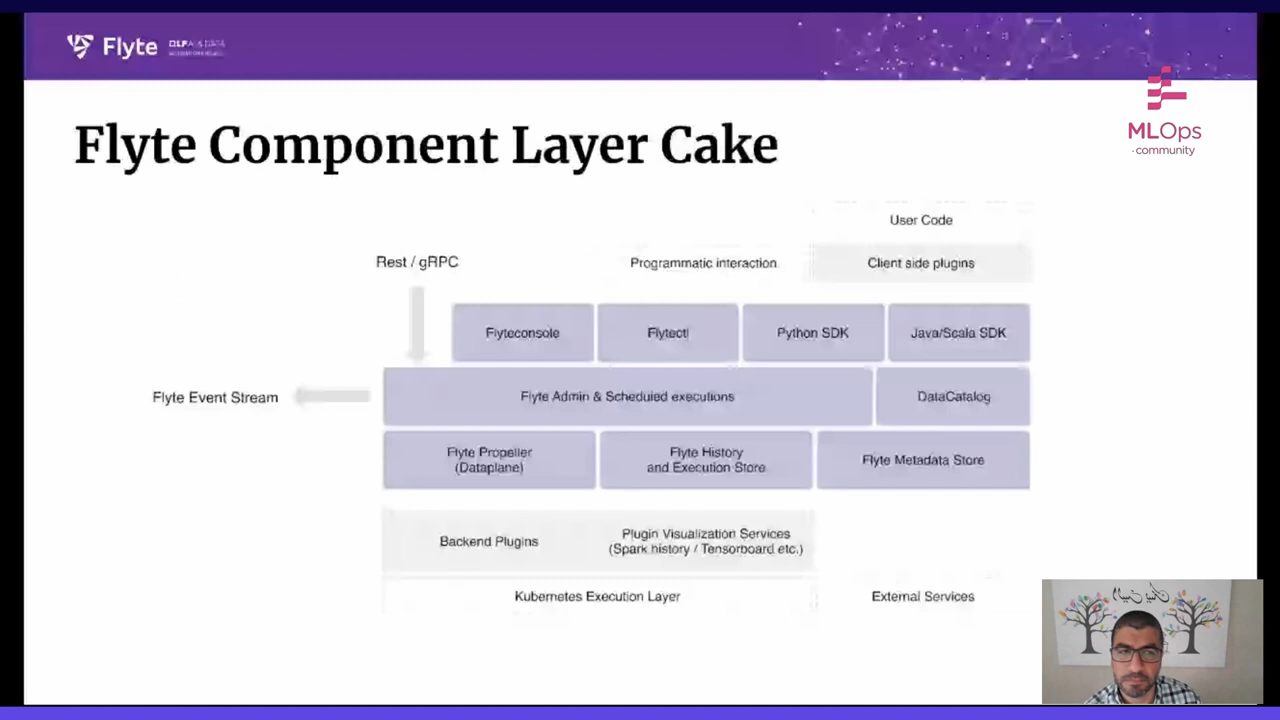 Flyte
MLOps
community
Flyte Component Layer Cake
User Code
Rest / gRPC
Programmatic interaction
Client side plugins
Flyteconsole
Flytectl
Python SDK
Java/Scala SDK
Flyte Event Stream
Flyte Admin & Scheduled executions
DataCatalog
Flyte Propeller
(Dataplane)
Flyte History
and Execution Store
Flyte Metadata Store
Backend Plugins
Plugin Visualization Services
(Spark history / Tensorboard etc.)
Kubernetes Execution Layer
External Services